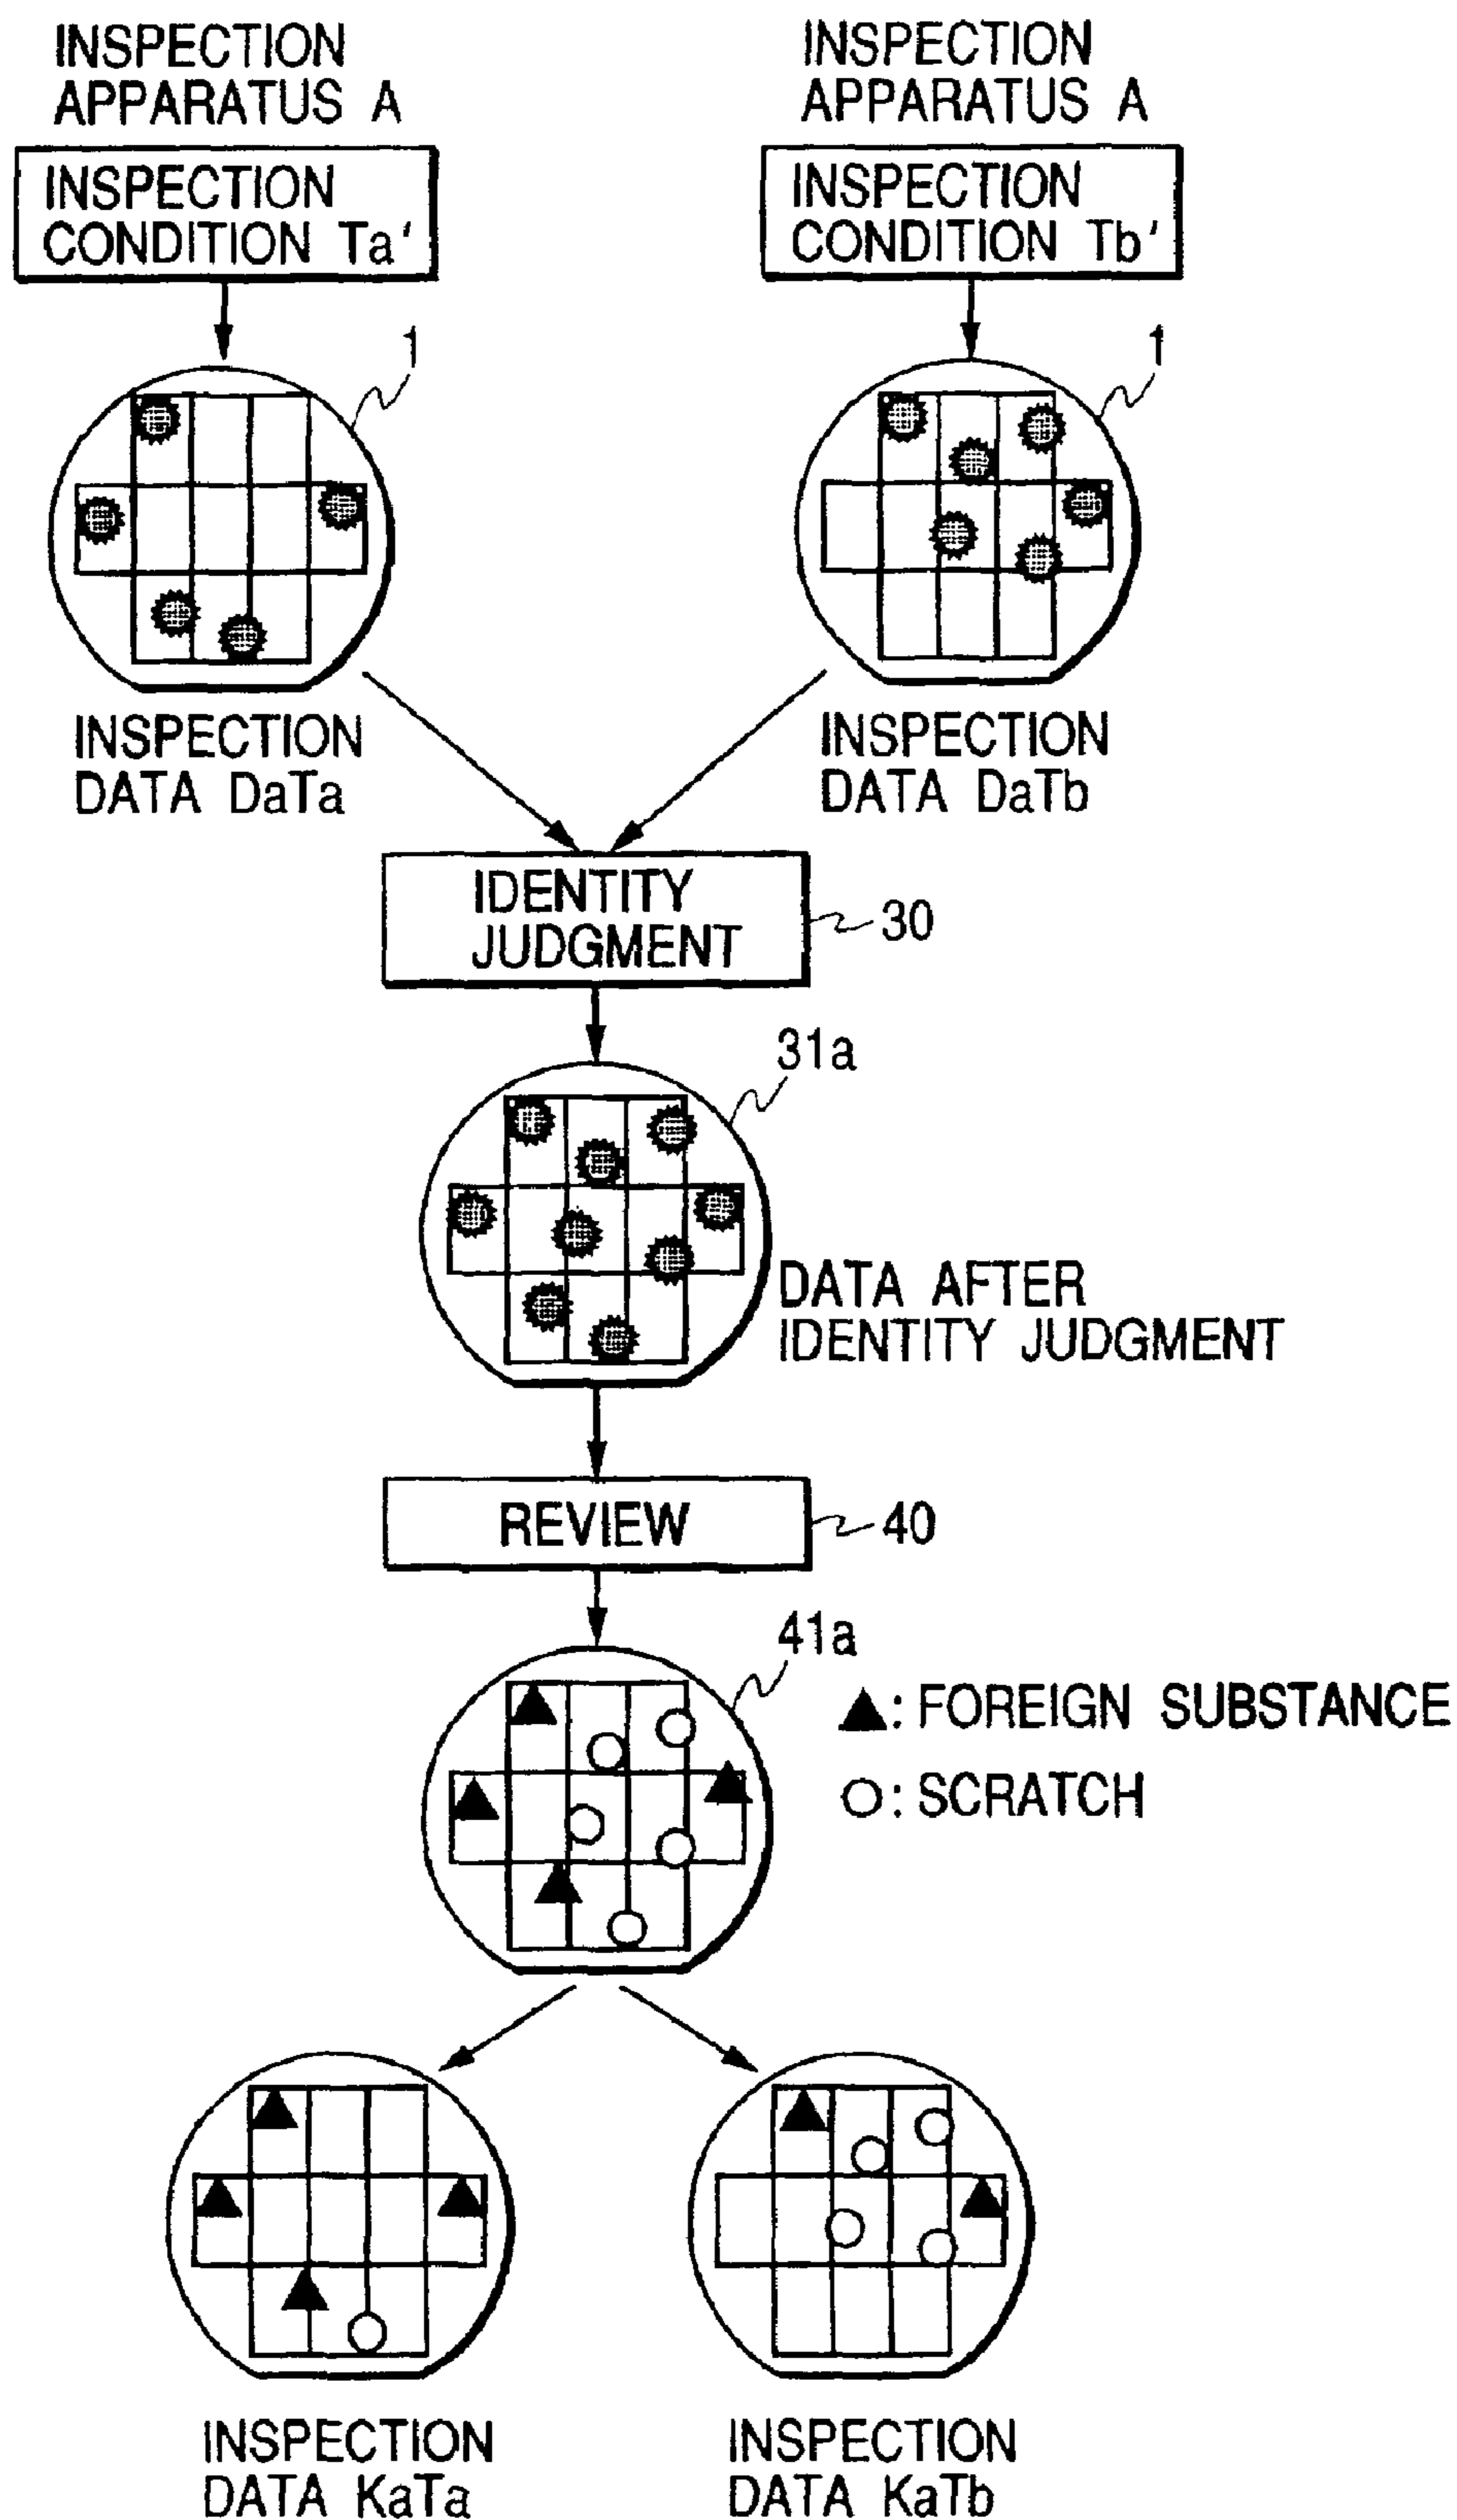 INSPECTION
APPARATUS A
INSPECTION
APPARATUS A
INSPECTION
CONDITION Ta'
INSPECTION
CONDITION Tb'
1
1
INSPECTION
DATA DaTa
INSPECTION
DATA DaTb
IDENTITY
JUDGMENT
30
31a
DATA AFTER
IDENTITY JUDGMENT
REVIEW
40
41a
▲: FOREIGN SUBSTANCE
○: SCRATCH
INSPECTION
DATA KaTa
INSPECTION
DATA KaTb